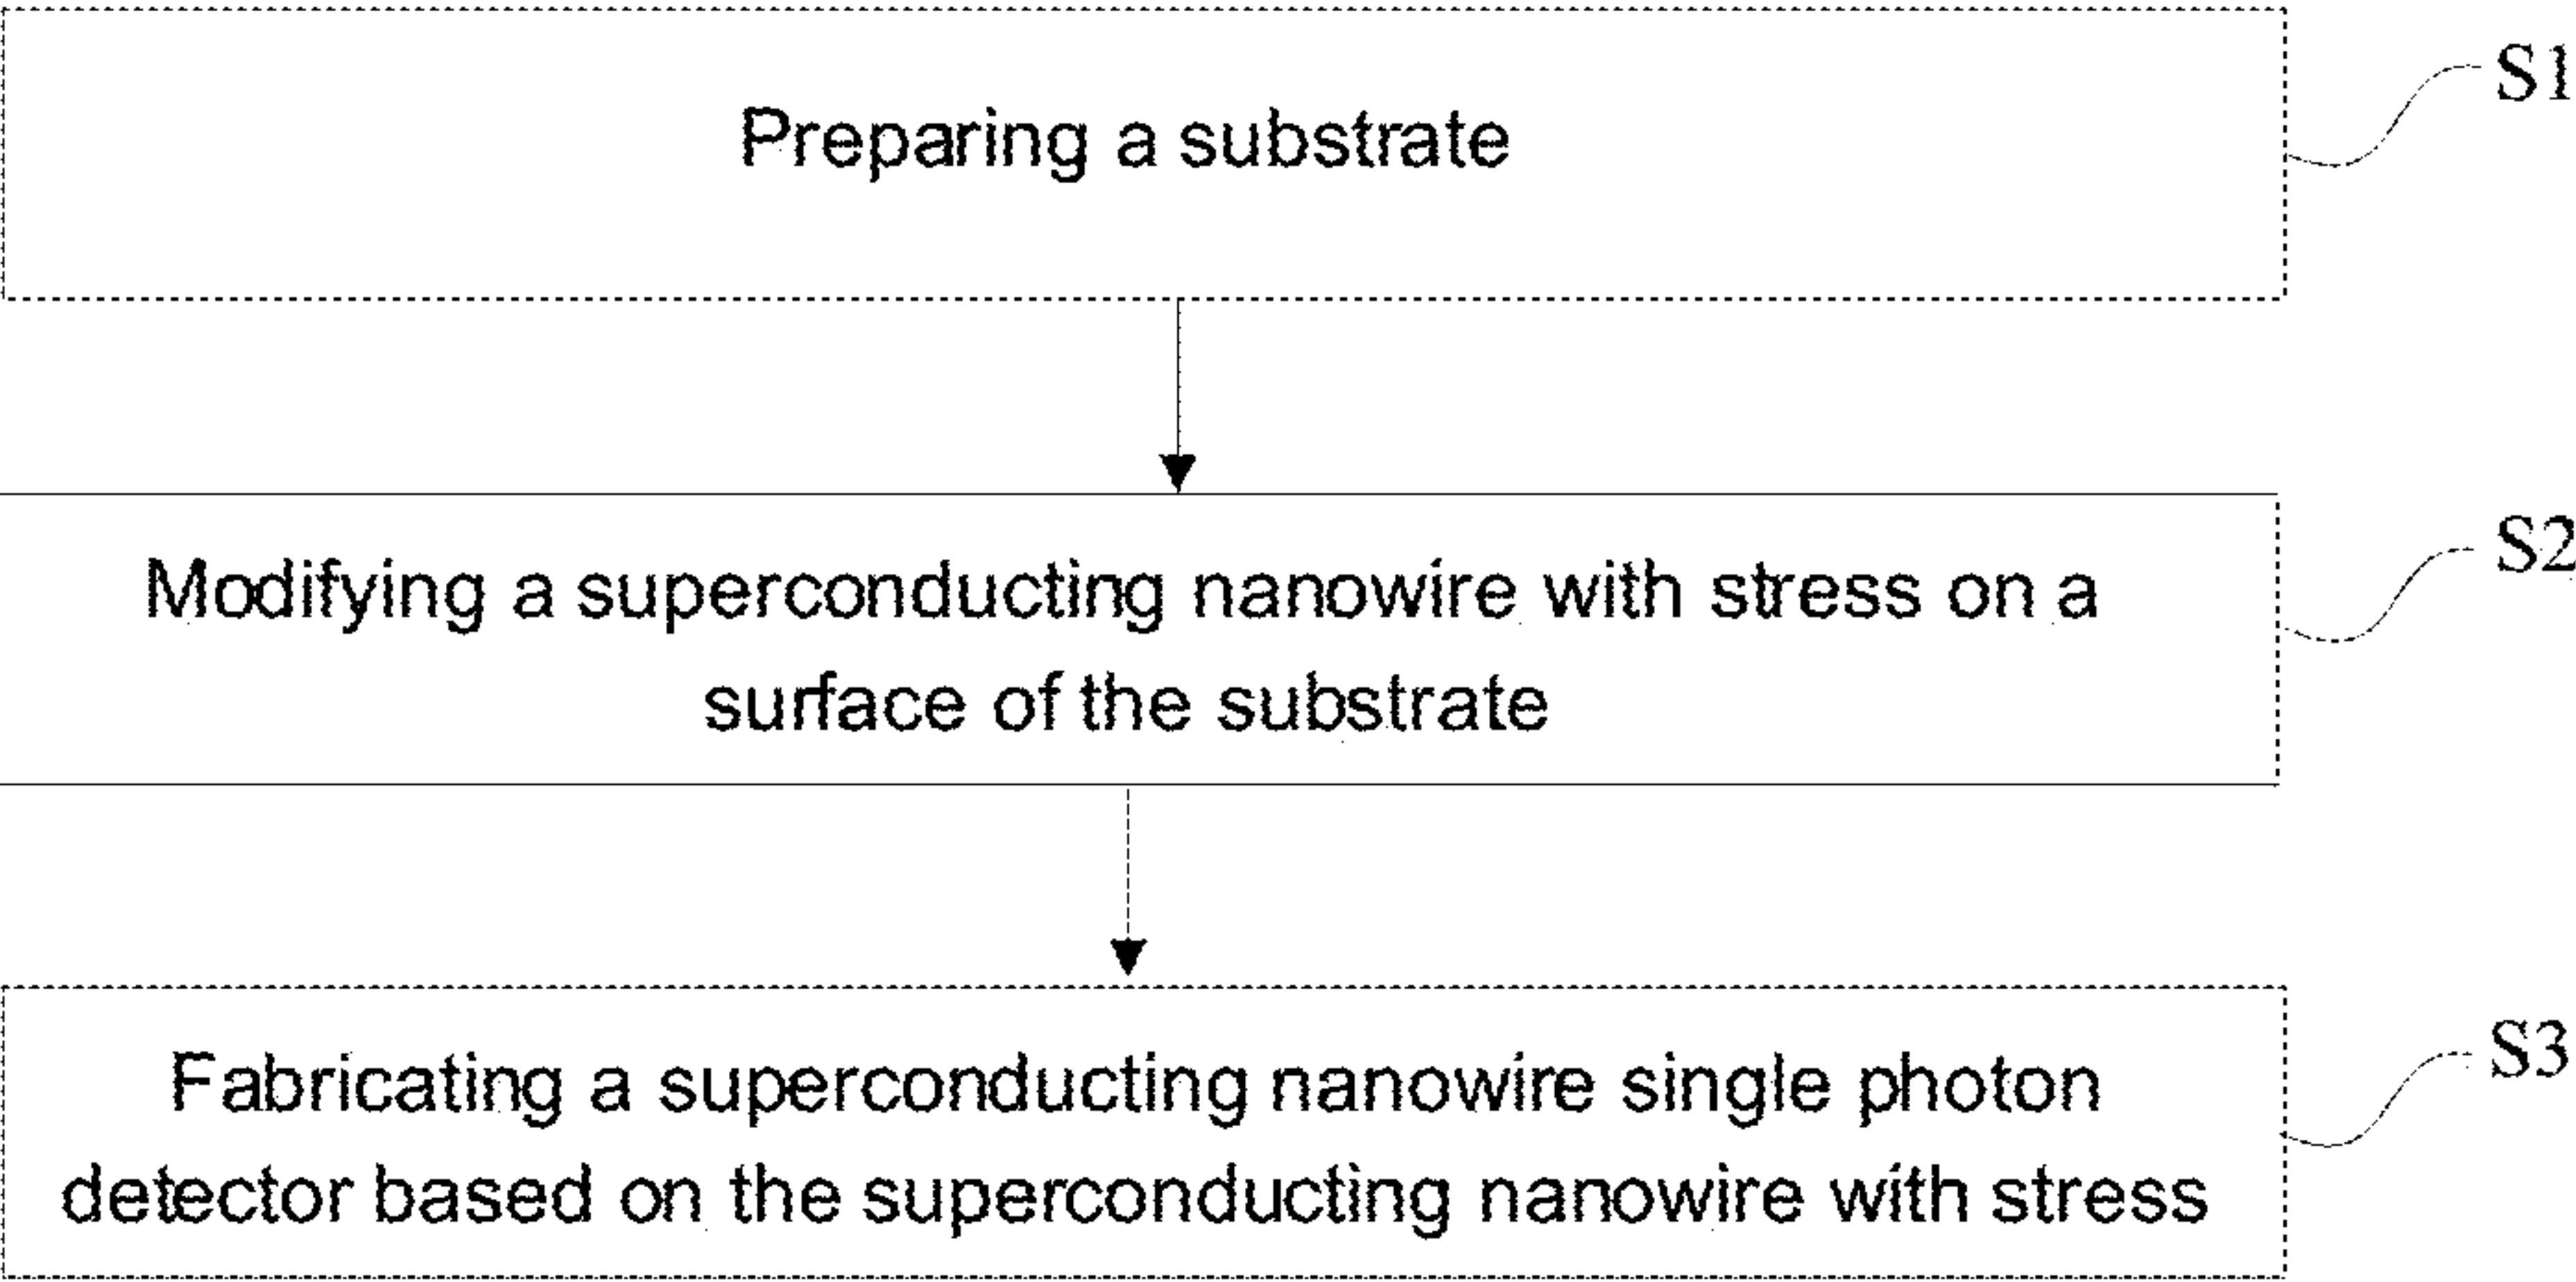 Preparing a substrate
S1
Modifying a superconducting nanowire with stress on a
surface of the substrate
S2
Fabricating a superconducting nanowire single photon
detector based on the superconducting nanowire with stress
S3